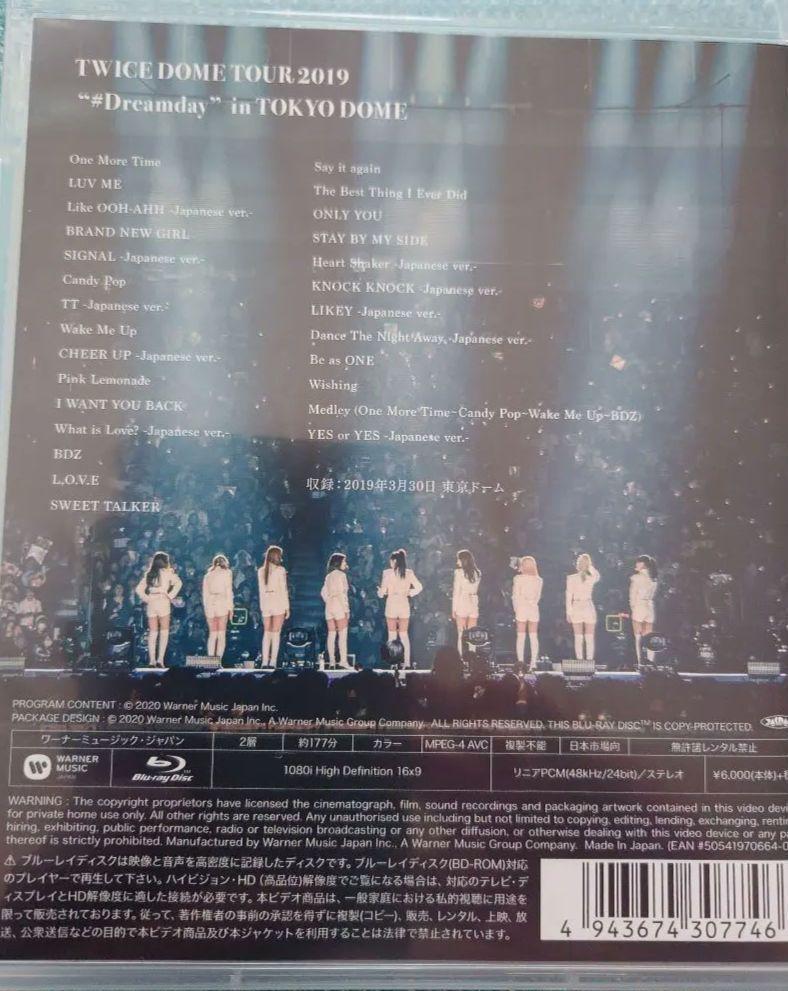 TWICE DOME TOUR 2019
“#Dreamday” in TOKYO DOME
One More Time
LUV ME
Like OOH-AHH -Japanese ver.-
BRAND NEW GIRL
SIGNAL -Japanese ver.-
Candy Pop
TT -Japanese ver.-
Wake Me Up
CHEER UP -Japanese ver.-
Pink Lemonade
I WANT YOU BACK
What is Love? -Japanese ver.-
BDZ
L.O.V.E
SWEET TALKER
Say it again
The Best Thing I Ever Did
ONLY YOU
STAY BY MY SIDE
Heart Shaker -Japanese ver.-
KNOCK KNOCK -Japanese ver.-
LIKEY -Japanese ver.-
Dance The Night Away -Japanese ver.-
Be as ONE
Wishing
Medley (One More Time~Candy Pop~Wake Me Up~BDZ)
YES or YES -Japanese ver.-
収録：2019年3月30日 東京ドーム
PROGRAM CONTENT : © 2020 Warner Music Japan Inc.
PACKAGE DESIGN : © 2020 Warner Music Japan Inc., A Warner Music Group Company. ALL RIGHTS RESERVED. THIS BLU-RAY DISC™ IS COPY-PROTECTED.
ワーナーミュージック・ジャパン 2層 約177分 カラー MPEG-4 AVC 複製不能 日本市場向 無許諾レンタル禁止
WARNER MUSIC JAPAN Blu-ray Disc 1080i High Definition 16x9 リニアPCM(48kHz/24bit)／ステレオ ¥6,000(本体)+
WARNING : The copyright proprietors have licensed the cinematograph, film, sound recordings and packaging artwork contained in this video
for private home use only. All other rights are reserved. Any unauthorised use including but not limited to copying, editing, lending, exchanging,
hiring, exhibiting, public performance, radio or television broadcasting or any other diffusion, or otherwise dealing with this video device or any
thereof is strictly prohibited. Manufactured by Warner Music Japan Inc., A Warner Music Group Company. Made In Japan. (EAN #50541970664-
⚠ ブルーレイディスクは映像と音声を高密度に記録したディスクです。ブルーレイディスク(BD-ROM)対応
のプレイヤーで再生して下さい。ハイビジョン・HD (高品位)解像度でご覧になる場合は、対応のテレビ・デ
ィスプレイとHD解像度に適した接続が必要です。本ビデオ商品は、一般家庭における私的視聴に用途を
限って販売されております。従って、著作権者の事前の承認を得ずに複製(コピー)、販売、レンタル、上映、放
送、公衆送信などの目的で本ビデオ商品及び本ジャケットを利用することは法律で禁止されています。
4 943674 307746